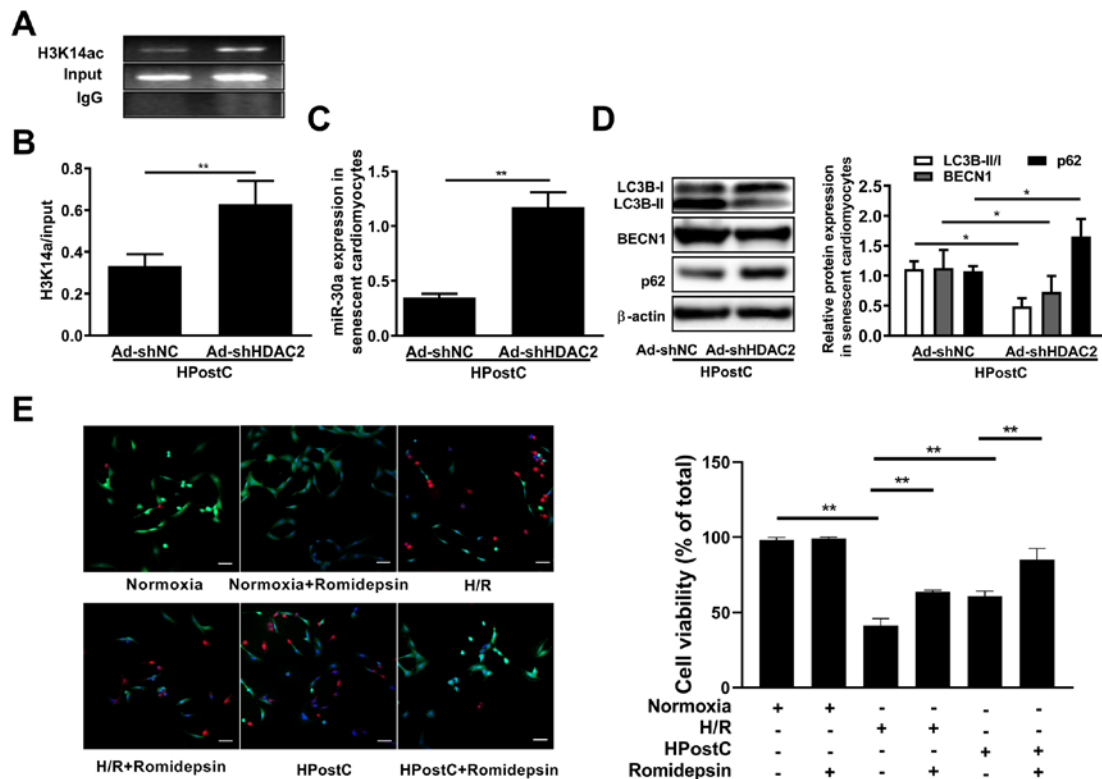 A
H3K14ac
Input
IgG
B
H3K14a/input
0.8
0.6
0.4
0.2
0.0
**
Ad-shNC Ad-shHDAC2
HPostC
C
miR-30a expression in
senescent cardiomyocytes
1.5
1.0
0.5
0.0
**
Ad-shNC Ad-shHDAC2
HPostC
D
LC3B-I
LC3B-II
BECN1
p62
β-actin
Ad-shNC Ad-shHDAC2
HPostC
LC3B-II/I p62
BECN1
Relative protein expression
in senescent cardiomyocytes
2.5
2.0
1.5
1.0
0.5
0.0
*
*
*
Ad-shNC Ad-shHDAC2
HPostC
E
Normoxia Normoxia+Romidepsin H/R
H/R+Romidepsin HPostC HPostC+Romidepsin
Cell viability (% of total)
150
100
50
0
**
**
**
**
Normoxia + + - - - -
H/R - - + + - -
HPostC - - - - + +
Romidepsin - + - + - +